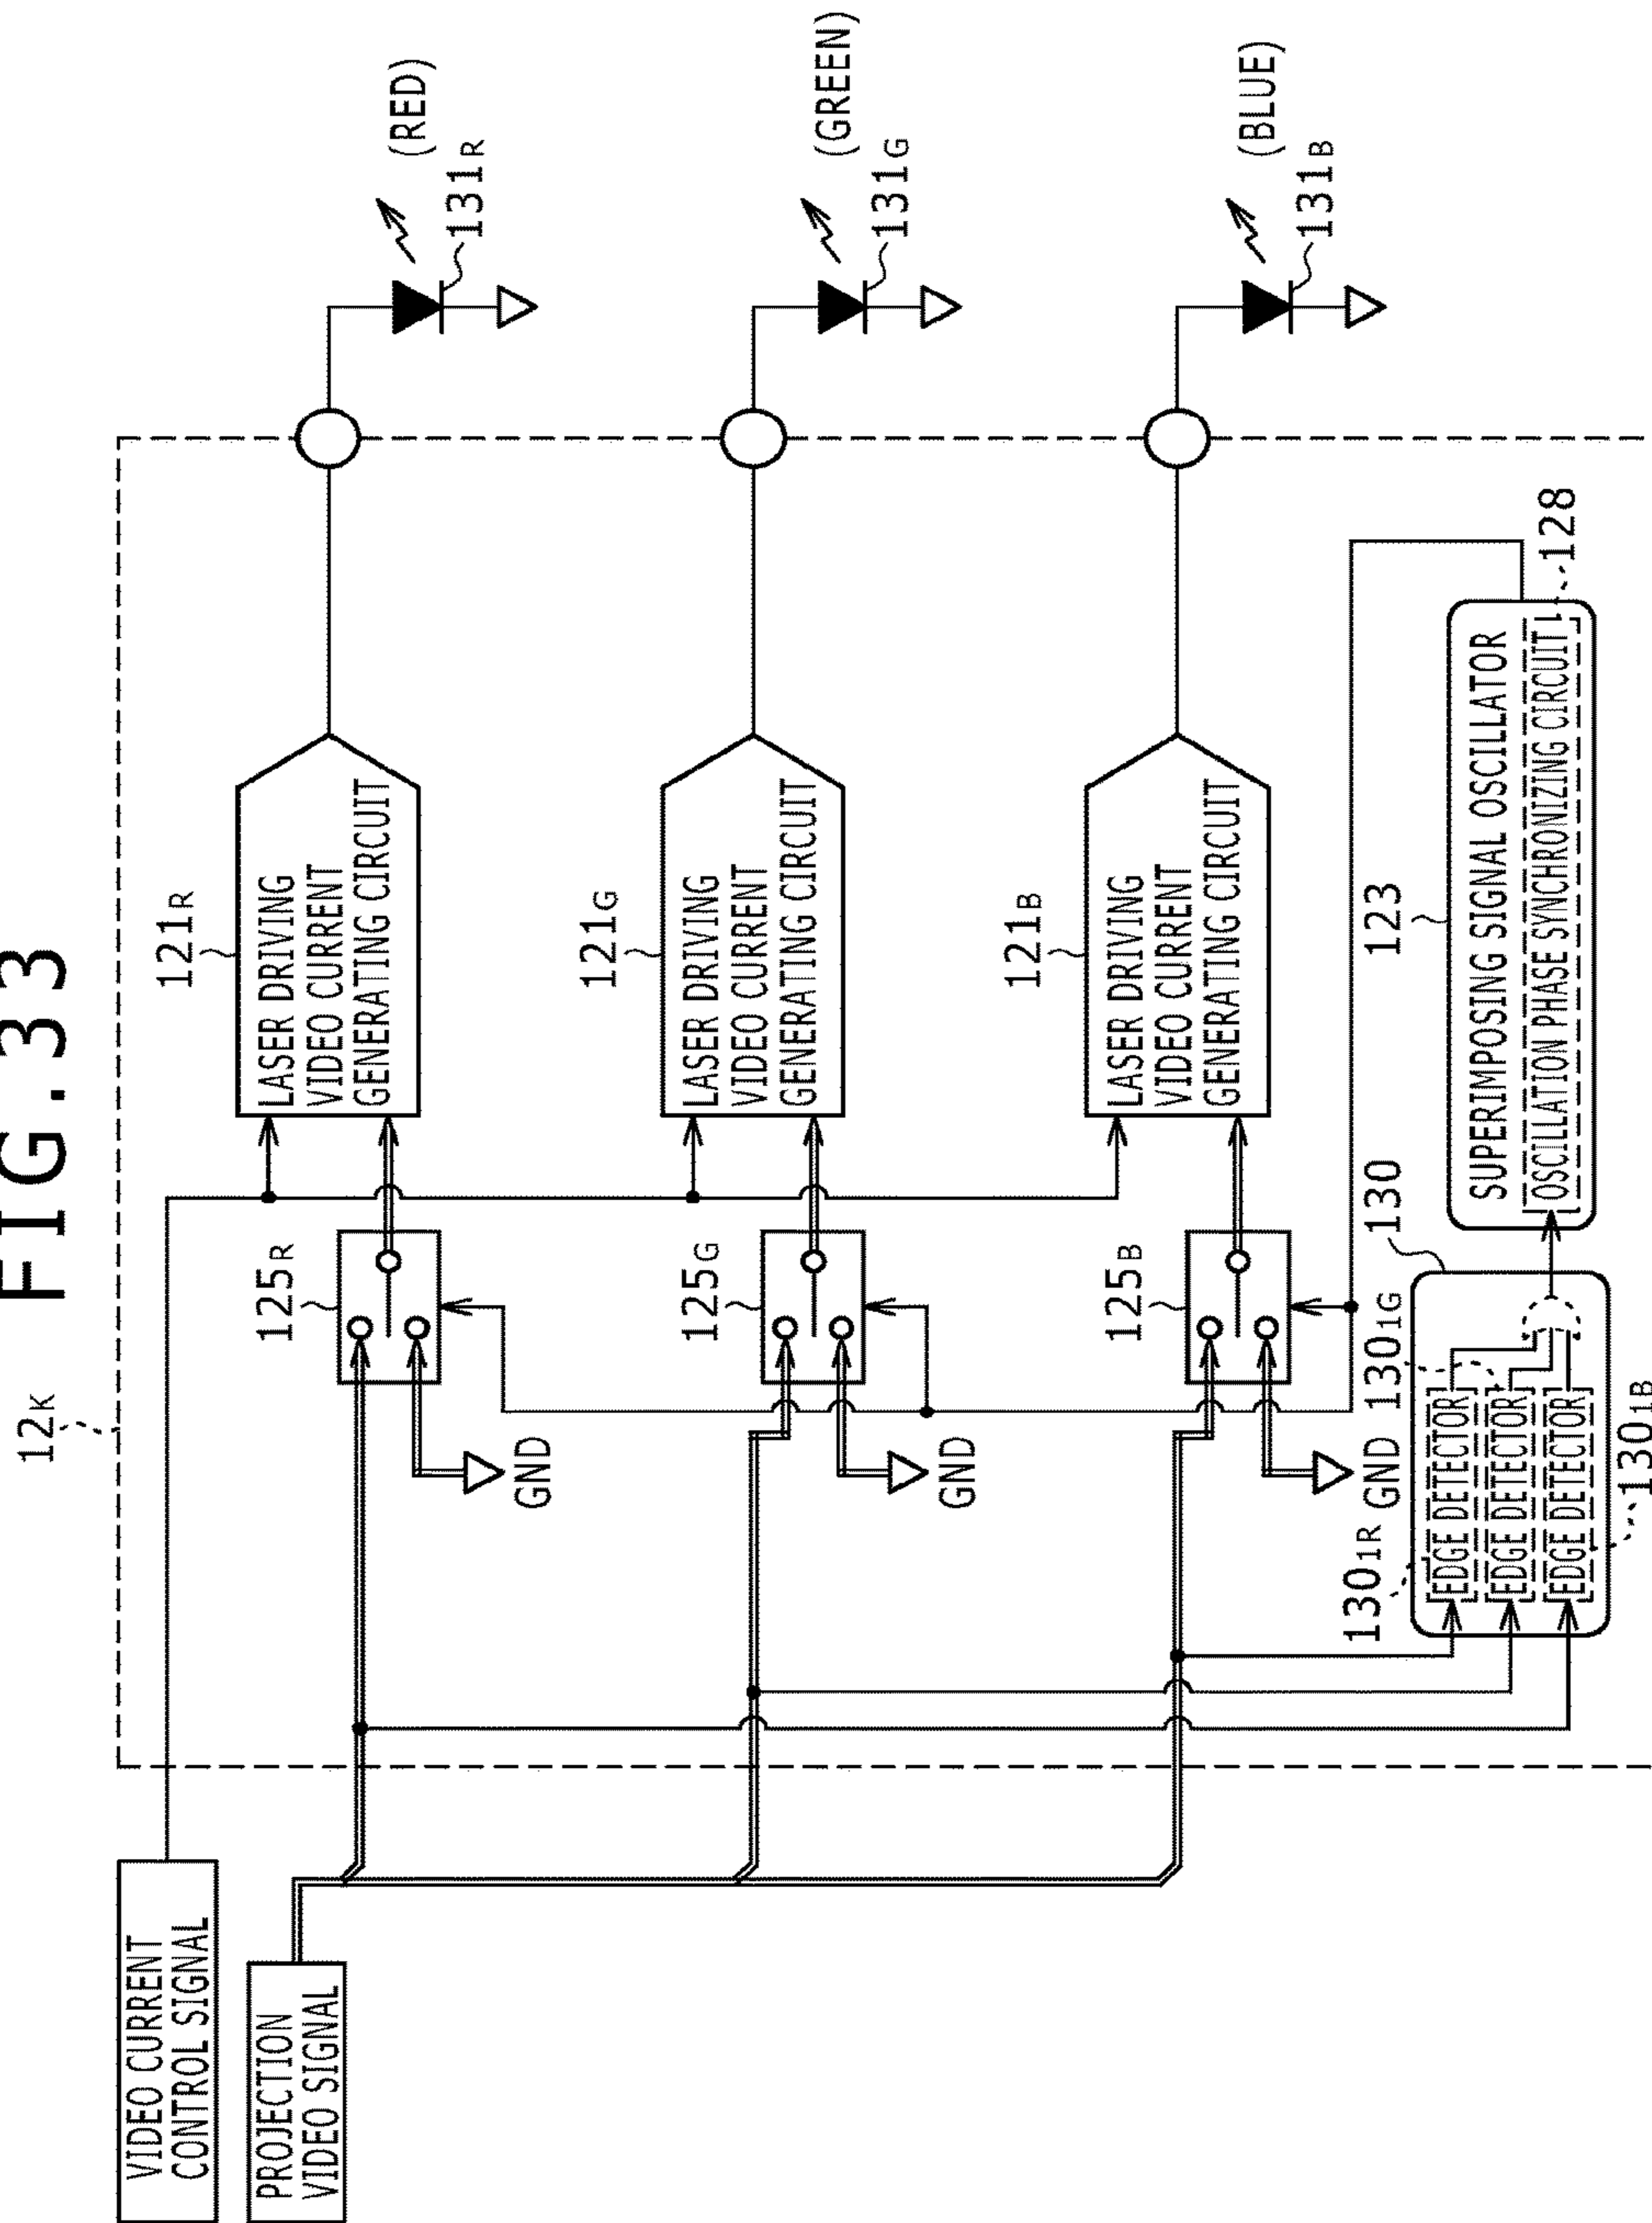 FIG.33
12K
VIDEO CURRENT
CONTROL SIGNAL
PROJECTION
VIDEO SIGNAL
125R
GND
121R
LASER DRIVING
VIDEO CURRENT
GENERATING CIRCUIT
(RED)
131R
125G
GND
121G
LASER DRIVING
VIDEO CURRENT
GENERATING CIRCUIT
(GREEN)
131G
125B
GND
121B
LASER DRIVING
VIDEO CURRENT
GENERATING CIRCUIT
(BLUE)
131B
1301R
1301G
130
123
EDGE DETECTOR
EDGE DETECTOR
EDGE DETECTOR
1301B
SUPERIMPOSING SIGNAL OSCILLATOR
OSCILLATION PHASE SYNCHRONIZING CIRCUIT
128